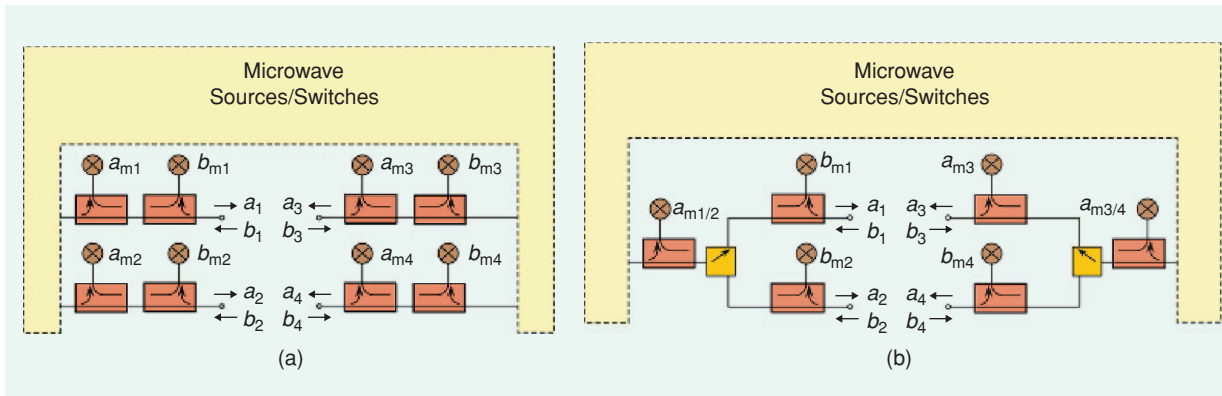 Microwave
Sources/Switches
am1 bm1 am3 bm3
a1 a3
b1 b3
am2 bm2 am4 bm4
a2 a4
b2 b4
(a)
Microwave
Sources/Switches
bm1 am3
am1/2 a1 a3 am3/4
b1 b3
bm2 bm4
a2 a4
b2 b4
(b)